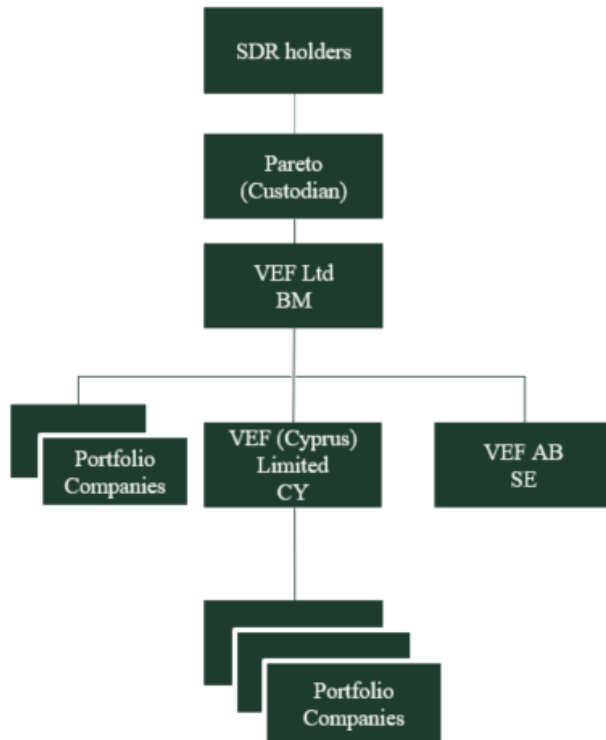 SDR holders
Pareto
(Custodian)
VEF Ltd
BM
Portfolio
Companies
VEF (Cyprus)
Limited
CY
VEF AB
SE
Portfolio
Companies